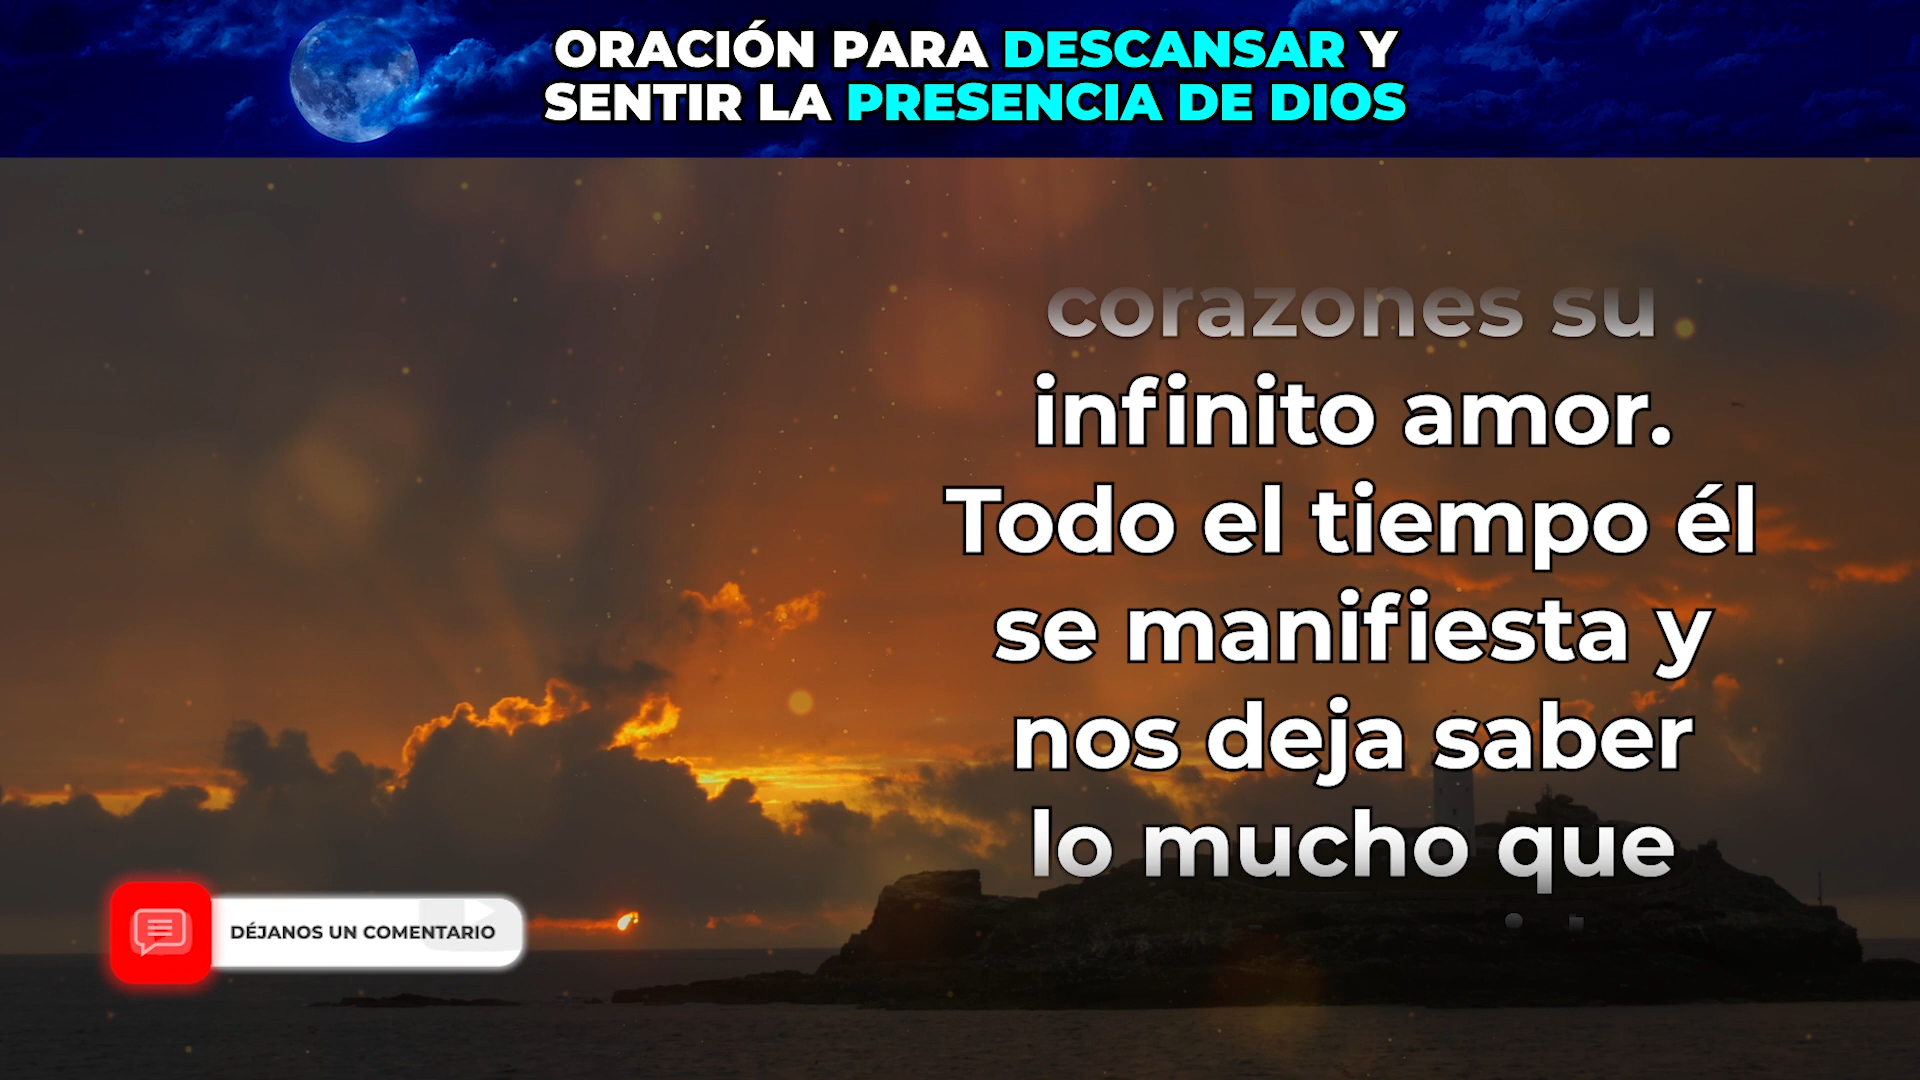 ORACIÓN PARA DESCANSAR Y
SENTIR LA PRESENCIA DE DIOS
corazones su
infinito amor.
Todo el tiempo él
se manifiesta y
nos deja saber
lo mucho que
DÉJANOS UN COMENTARIO